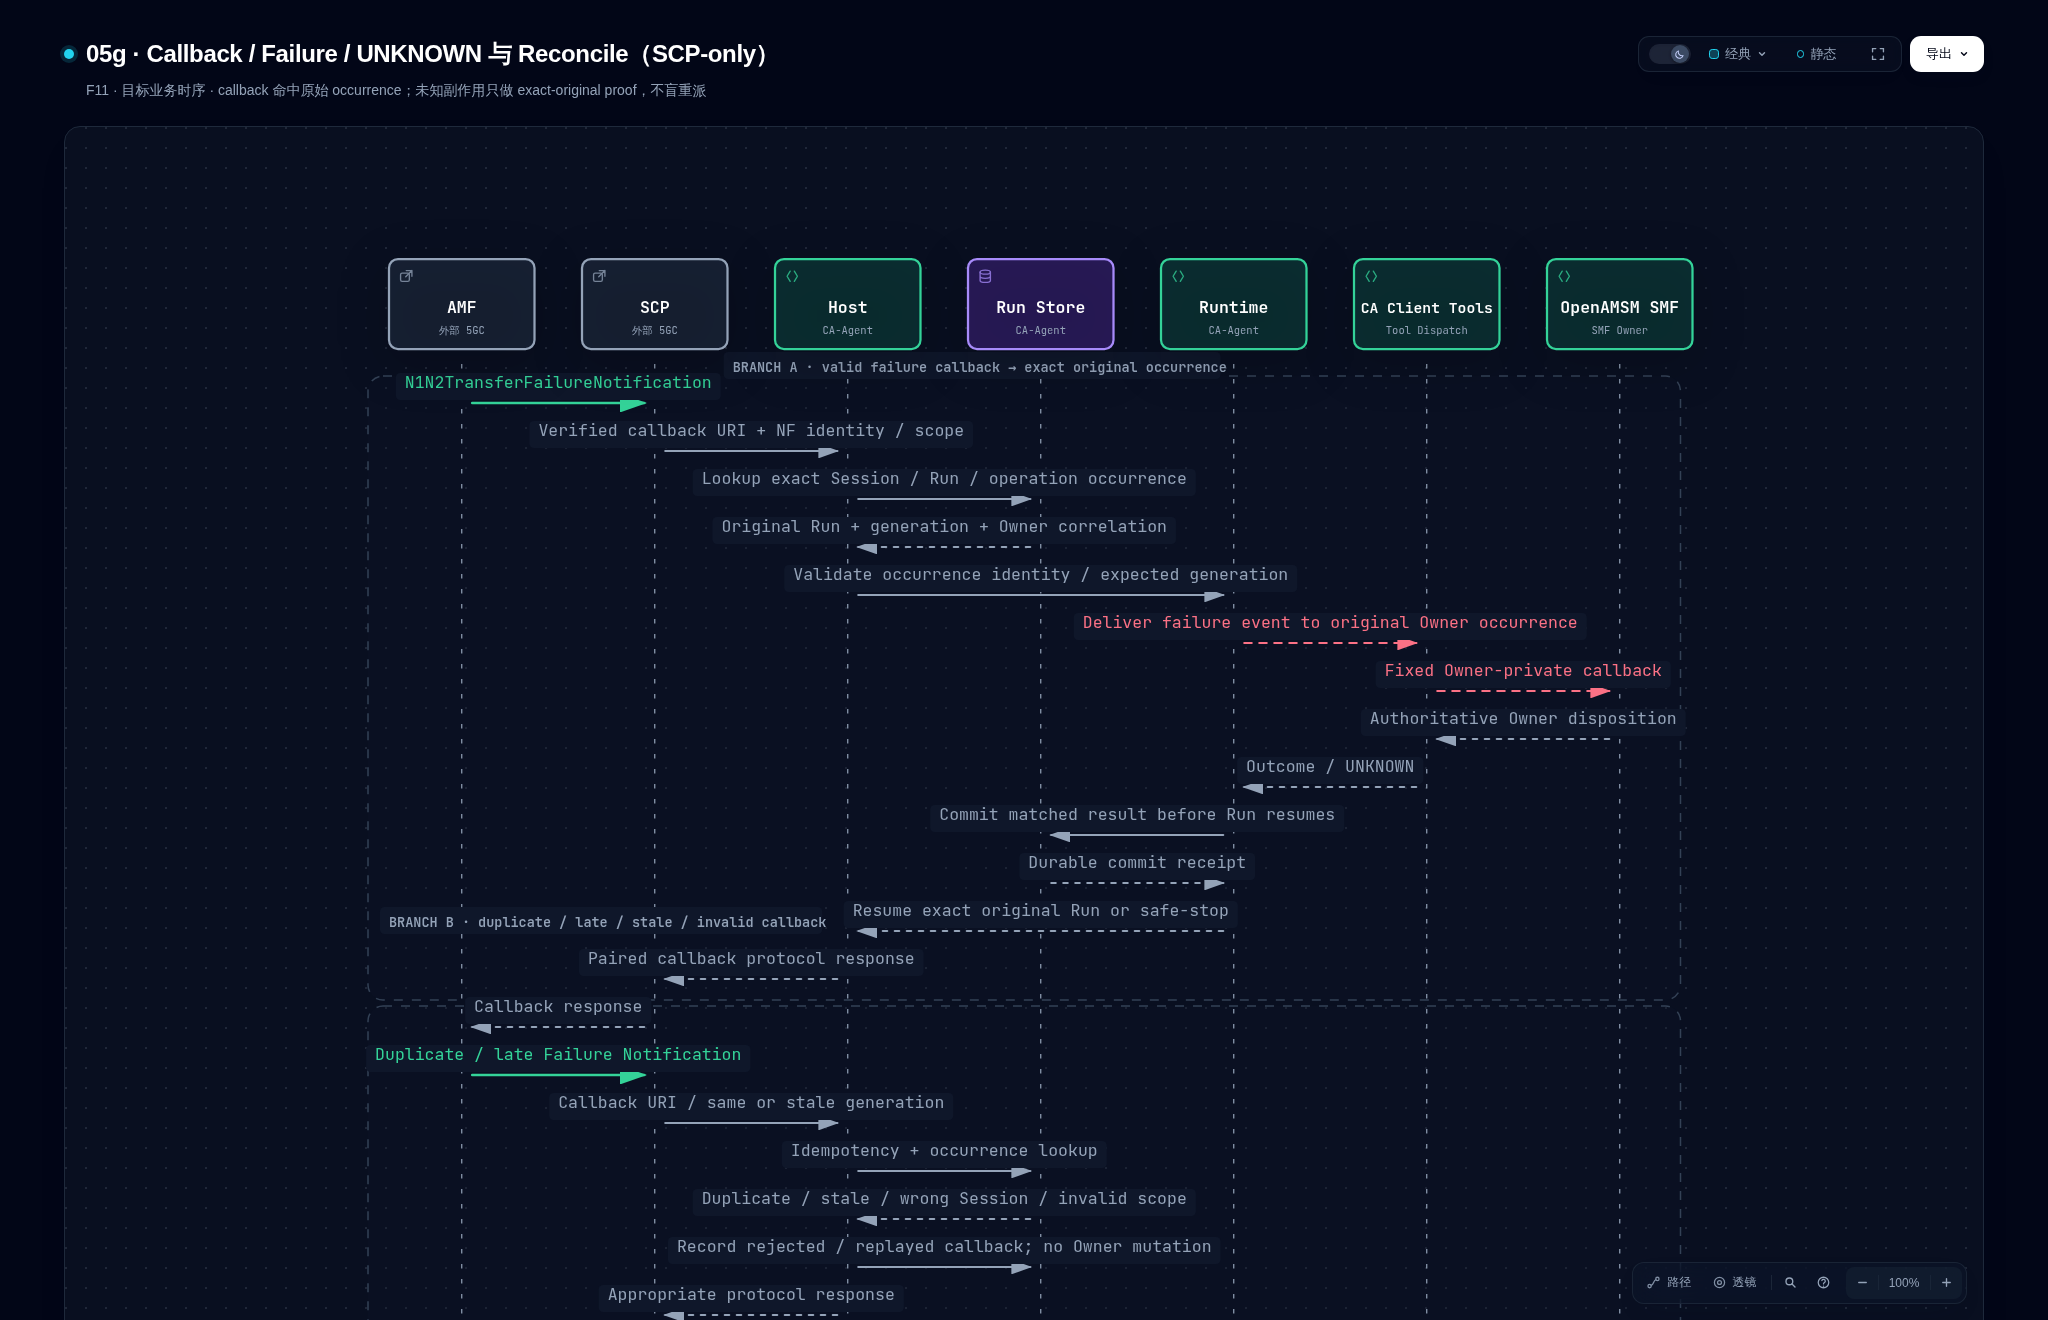 05g · Callback / Failure / UNKNOWN 与 Reconcile（SCP-only）
F11 · 目标业务时序 · callback 命中原始 occurrence；未知副作用只做 exact-original proof，不盲重派
经典
静态
导出
AMF
外部 5GC
SCP
外部 5GC
Host
CA-Agent
Run Store
CA-Agent
Runtime
CA-Agent
CA Client Tools
Tool Dispatch
OpenAMSM SMF
SMF Owner
BRANCH A · valid failure callback → exact original occurrence
N1N2TransferFailureNotification
Verified callback URI + NF identity / scope
Lookup exact Session / Run / operation occurrence
Original Run + generation + Owner correlation
Validate occurrence identity / expected generation
Deliver failure event to original Owner occurrence
Fixed Owner-private callback
Authoritative Owner disposition
Outcome / UNKNOWN
Commit matched result before Run resumes
Durable commit receipt
Resume exact original Run or safe-stop
BRANCH B · duplicate / late / stale / invalid callback
Paired callback protocol response
Callback response
Duplicate / late Failure Notification
Callback URI / same or stale generation
Idempotency + occurrence lookup
Duplicate / stale / wrong Session / invalid scope
Record rejected / replayed callback; no Owner mutation
Appropriate protocol response
路径
透镜
100%